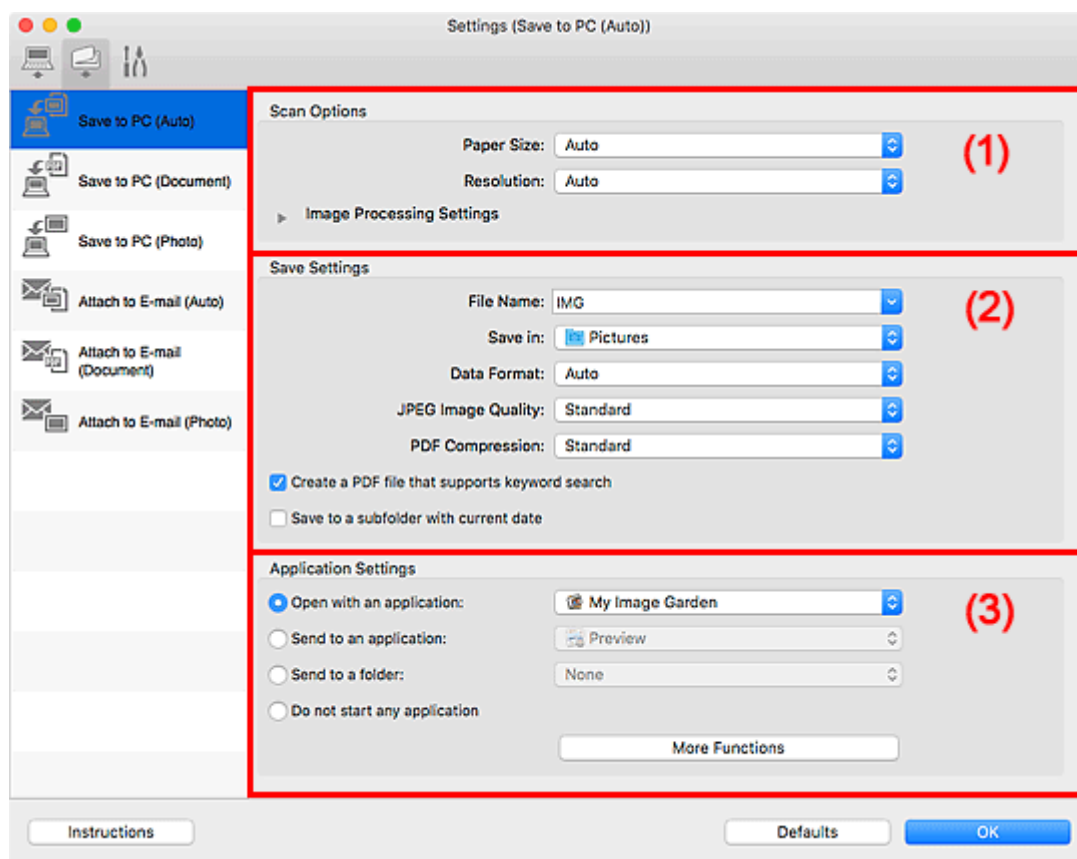 Settings (Save to PC (Auto))
Save to PC (Auto)
Save to PC (Document)
Save to PC (Photo)
Attach to E-mail (Auto)
Attach to E-mail
(Document)
Attach to E-mail (Photo)
Scan Options
(1)
Paper Size: Auto
Resolution: Auto
Image Processing Settings
Save Settings
(2)
File Name: IMG
Save in: Pictures
Data Format: Auto
JPEG Image Quality: Standard
PDF Compression: Standard
Create a PDF file that supports keyword search
Save to a subfolder with current date
Application Settings
(3)
Open with an application: My Image Garden
Send to an application: Preview
Send to a folder: None
Do not start any application
More Functions
Instructions Defaults OK